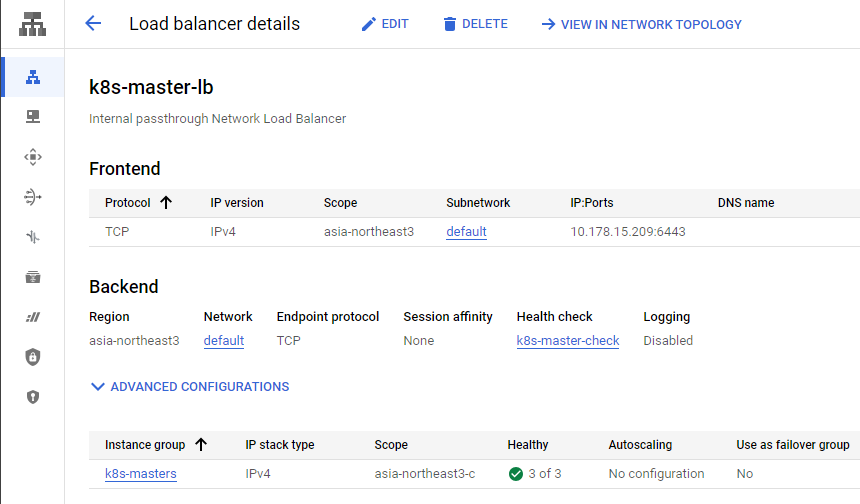 Load balancer details EDIT DELETE VIEW IN NETWORK TOPOLOGY
k8s-master-lb
Internal passthrough Network Load Balancer
Frontend
Protocol IP version Scope Subnetwork IP:Ports DNS name
TCP IPv4 asia-northeast3 default 10.178.15.209:6443
Backend
Region Network Endpoint protocol Session affinity Health check Logging
asia-northeast3 default TCP None k8s-master-check Disabled
ADVANCED CONFIGURATIONS
Instance group IP stack type Scope Healthy Autoscaling Use as failover group
k8s-masters IPv4 asia-northeast3-c 3 of 3 No configuration No